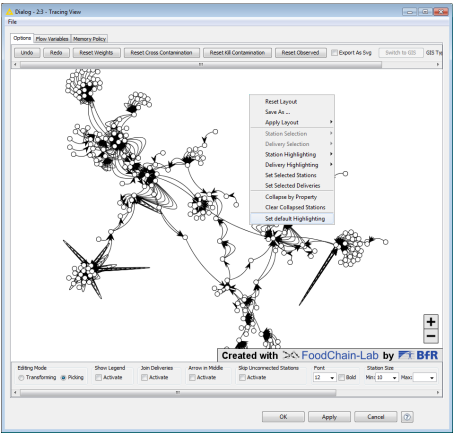 Dialog - 2:3 - Tracing View
File
Options Flow Variables Memory Policy
Undo Redo Reset Weights Reset Cross Contamination Reset Kill Contamination Reset Observed Export As Svg Switch to GIS GIS Ty
Reset Layout
Save As ...
Apply Layout
Station Selection
Delivery Selection
Station Highlighting
Delivery Highlighting
Set Selected Stations
Set Selected Deliveries
Collapse by Property
Clear Collapsed Stations
Set default Highlighting
+
−
Created with FoodChain-Lab by BfR
Editing Mode Show Legend Join Deliveries Arrow in Middle Skip Unconnected Stations Font Station Size
Transforming Picking Activate Activate Activate Activate 12 Bold Min: 10 Max:
OK Apply Cancel ?